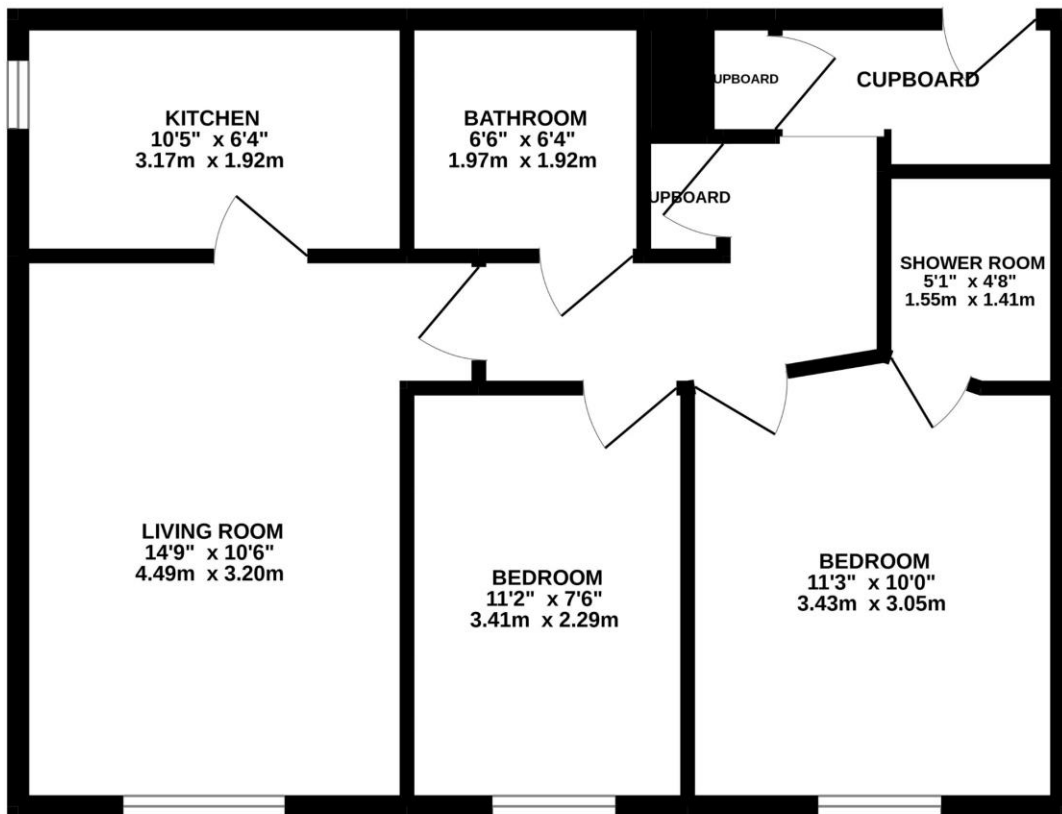 KITCHEN
10'5" x 6'4"
3.17m x 1.92m
BATHROOM
6'6" x 6'4"
1.97m x 1.92m
UPBOARD
CUPBOARD
UPBOARD
SHOWER ROOM
5'1" x 4'8"
1.55m x 1.41m
LIVING ROOM
14'9" x 10'6"
4.49m x 3.20m
BEDROOM
11'2" x 7'6"
3.41m x 2.29m
BEDROOM
11'3" x 10'0"
3.43m x 3.05m